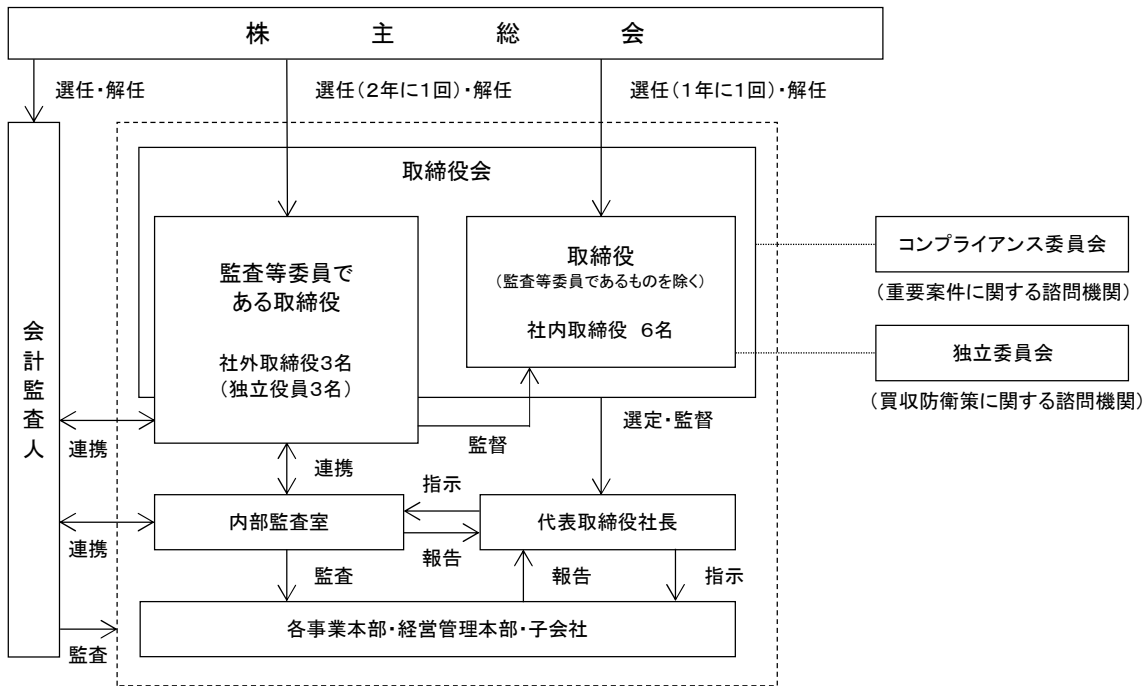 株主総会
選任・解任
選任(2年に1回)・解任
選任(1年に1回)・解任
取締役会
監査等委員で
ある取締役
社外取締役3名
(独立役員3名)
取締役
(監査等委員であるものを除く)
社内取締役 6名
コンプライアンス委員会
(重要案件に関する諮問機関)
独立委員会
(買収防衛策に関する諮問機関)
会計監査人
連携
監督
選定・監督
連携
指示
内部監査室
代表取締役社長
連携
報告
監査
報告
指示
各事業本部・経営管理本部・子会社
監査